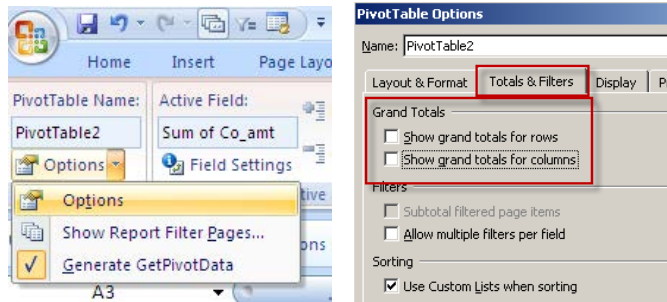 Home Insert Page Layo
PivotTable Name: Active Field:
PivotTable2 Sum of Co_amt
Options Field Settings
Options
Show Report Filter Pages...
Generate GetPivotData
tive
ons
A3
PivotTable Options
Name: PivotTable2
Layout & Format Totals & Filters Display P
Grand Totals
Show grand totals for rows
Show grand totals for columns
Filters
Subtotal filtered page items
Allow multiple filters per field
Sorting
Use Custom Lists when sorting